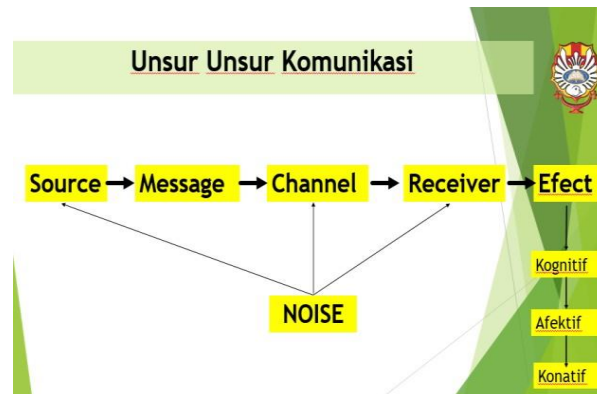 Unsur Unsur Komunikasi
Source Message Channel Receiver Efect
Kognitif
NOISE
Afektif
Konatif